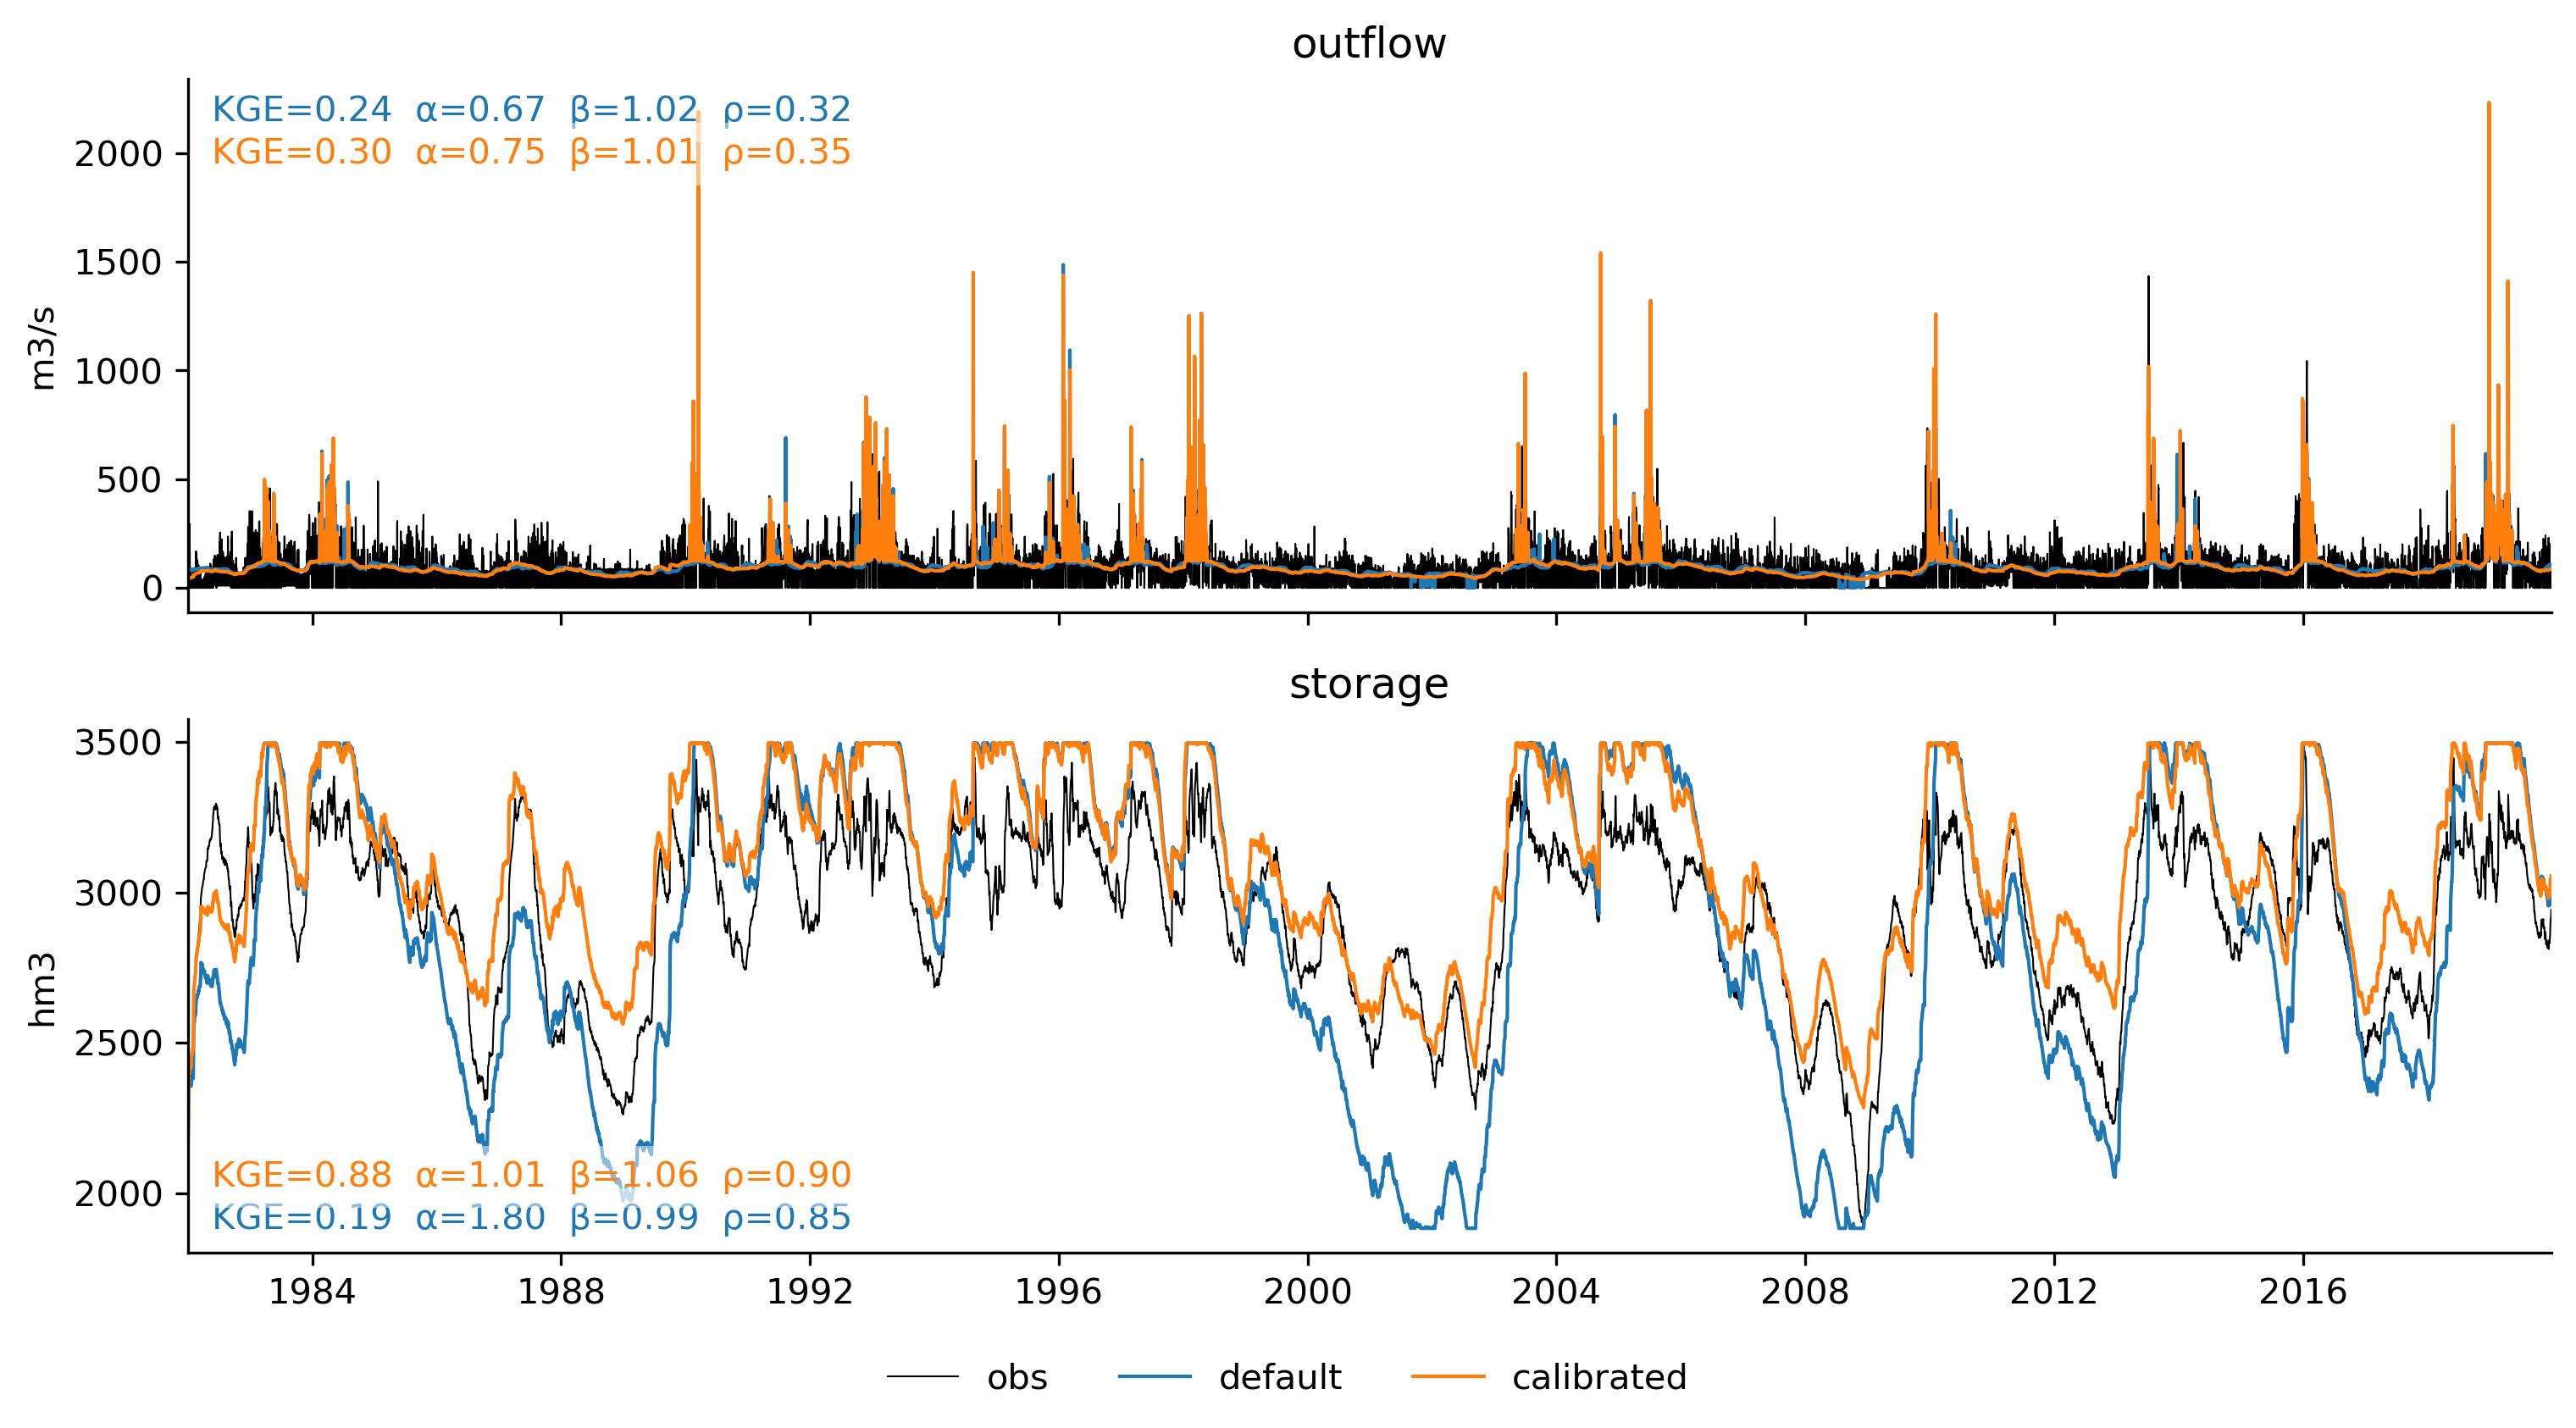 outflow
KGE=0.24 α=0.67 β=1.02 ρ=0.32
KGE=0.30 α=0.75 β=1.01 ρ=0.35
m3/s
2000
1500
1000
500
0
storage
hm3
3500
3000
2500
2000
KGE=0.88 α=1.01 β=1.06 ρ=0.90
KGE=0.19 α=1.80 β=0.99 ρ=0.85
1984 1988 1992 1996 2000 2004 2008 2012 2016
obs default calibrated